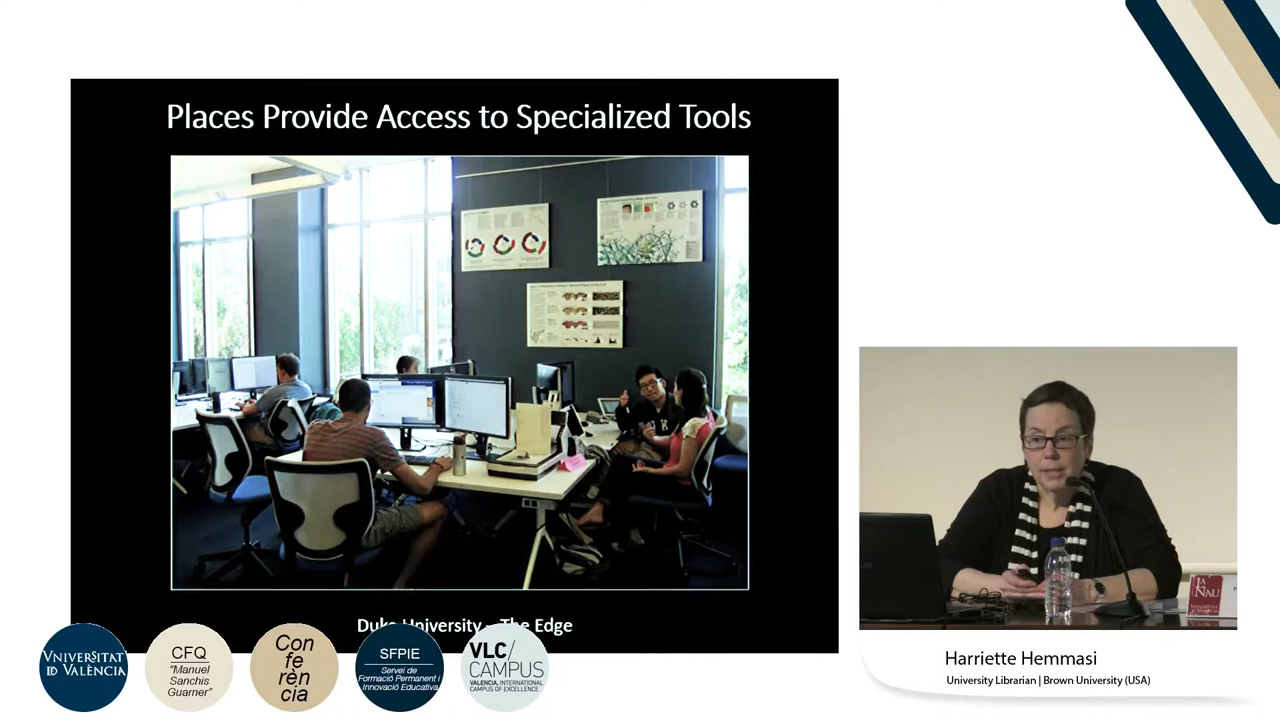 Places Provide Access to Specialized Tools
Duke University – The Edge
VNIVERSITAT
DE VALÈNCIA
CFQ
“Manuel
Sanchis
Guarner”
Con
fe
rèn
cia
SFPIE
Servei de
Formació Permanent i
Innovació Educativa
VLC/
CAMPUS
VALENCIA, INTERNATIONAL
CAMPUS OF EXCELLENCE
LA
NAU
Harriette Hemmasi
University Librarian | Brown University (USA)